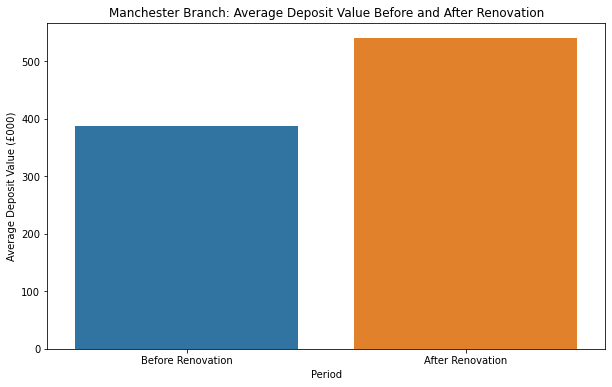 Manchester Branch: Average Deposit Value Before and After Renovation
Average Deposit Value (£000)
500
400
300
200
100
0
Before Renovation
After Renovation
Period